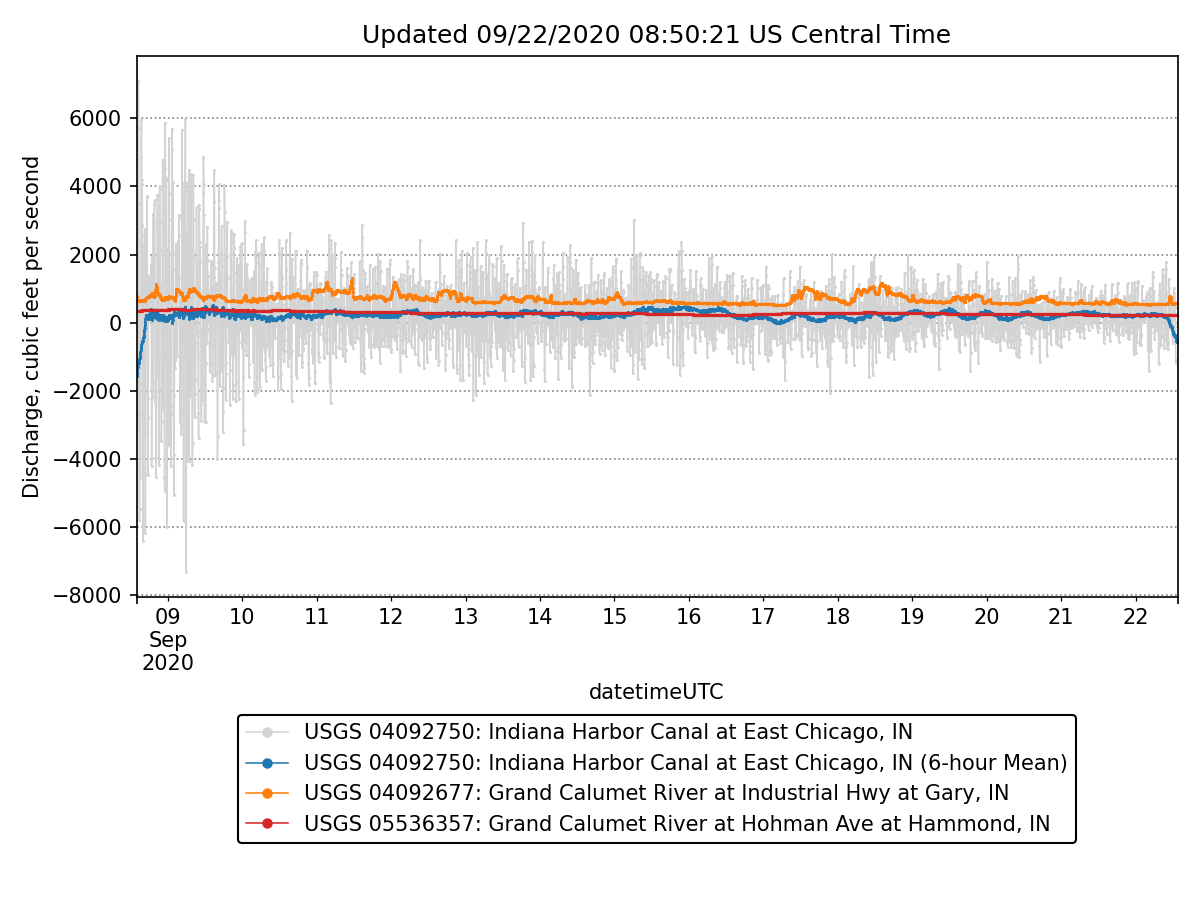 Updated 09/22/2020 08:50:21 US Central Time
Discharge, cubic feet per second
6000
4000
2000
0
−2000
−4000
−6000
−8000
09 10 11 12 13 14 15 16 17 18 19 20 21 22
Sep
2020
datetimeUTC
USGS 04092750: Indiana Harbor Canal at East Chicago, IN
USGS 04092750: Indiana Harbor Canal at East Chicago, IN (6-hour Mean)
USGS 04092677: Grand Calumet River at Industrial Hwy at Gary, IN
USGS 05536357: Grand Calumet River at Hohman Ave at Hammond, IN